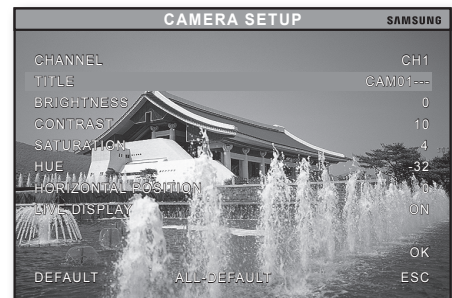 CAMERA SETUP SAMSUNG
CHANNEL CH1
TITLE CAM01---
BRIGHTNESS 0
CONTRAST 10
SATURATION 4
HUE -32
HORIZONTAL POSITION 0
LIVE DISPLAY ON
OK
DEFAULT ALL-DEFAULT ESC